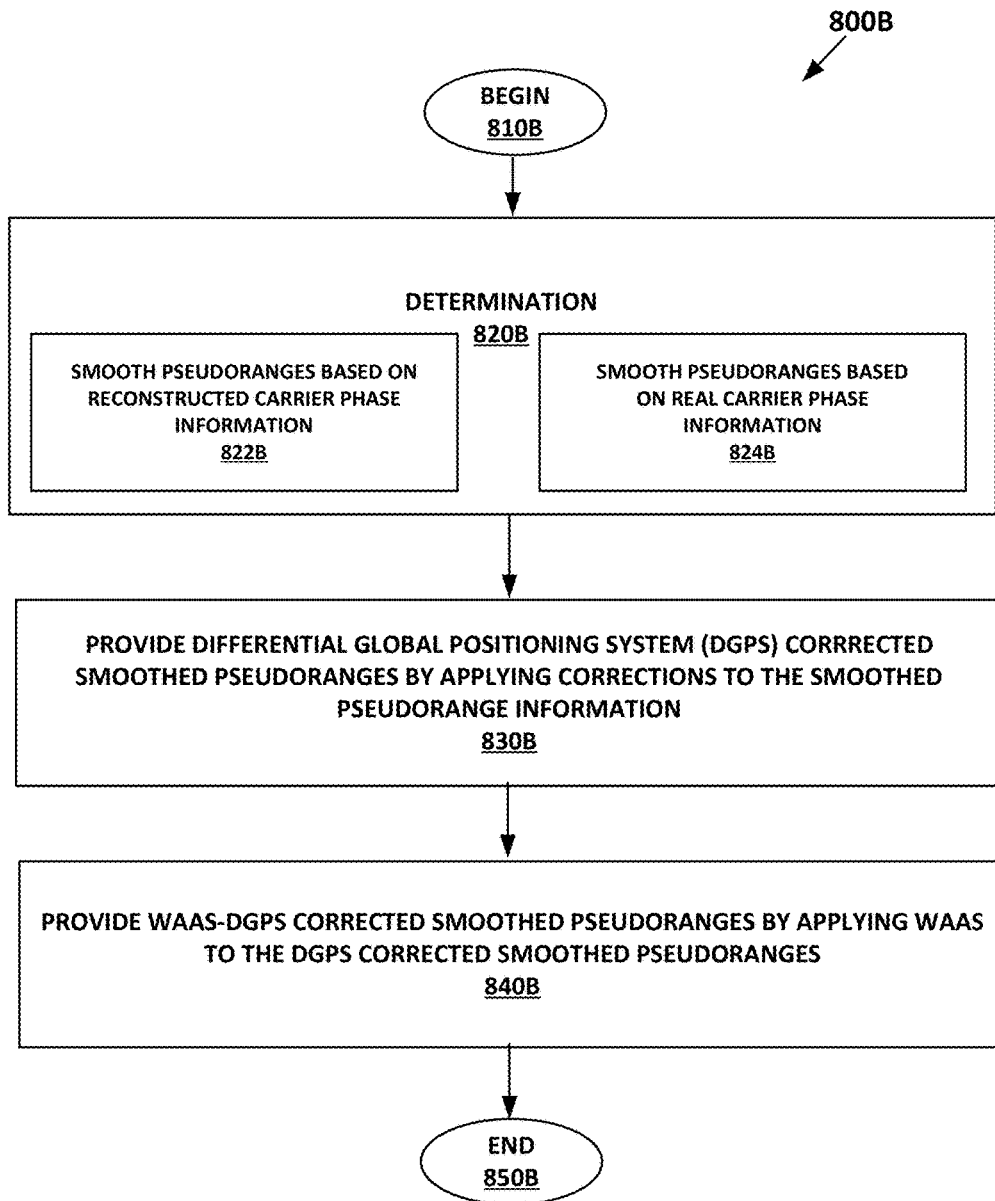 800B
BEGIN
810B
DETERMINATION
820B
SMOOTH PSEUDORANGES BASED ON
RECONSTRUCTED CARRIER PHASE
INFORMATION
822B
SMOOTH PSEUDORANGES BASED
ON REAL CARRIER PHASE
INFORMATION
824B
PROVIDE DIFFERENTIAL GLOBAL POSITIONING SYSTEM (DGPS) CORRRECTED
SMOOTHED PSEUDORANGES BY APPLYING CORRECTIONS TO THE SMOOTHED
PSEUDORANGE INFORMATION
830B
PROVIDE WAAS-DGPS CORRECTED SMOOTHED PSEUDORANGES BY APPLYING WAAS
TO THE DGPS CORRECTED SMOOTHED PSEUDORANGES
840B
END
850B